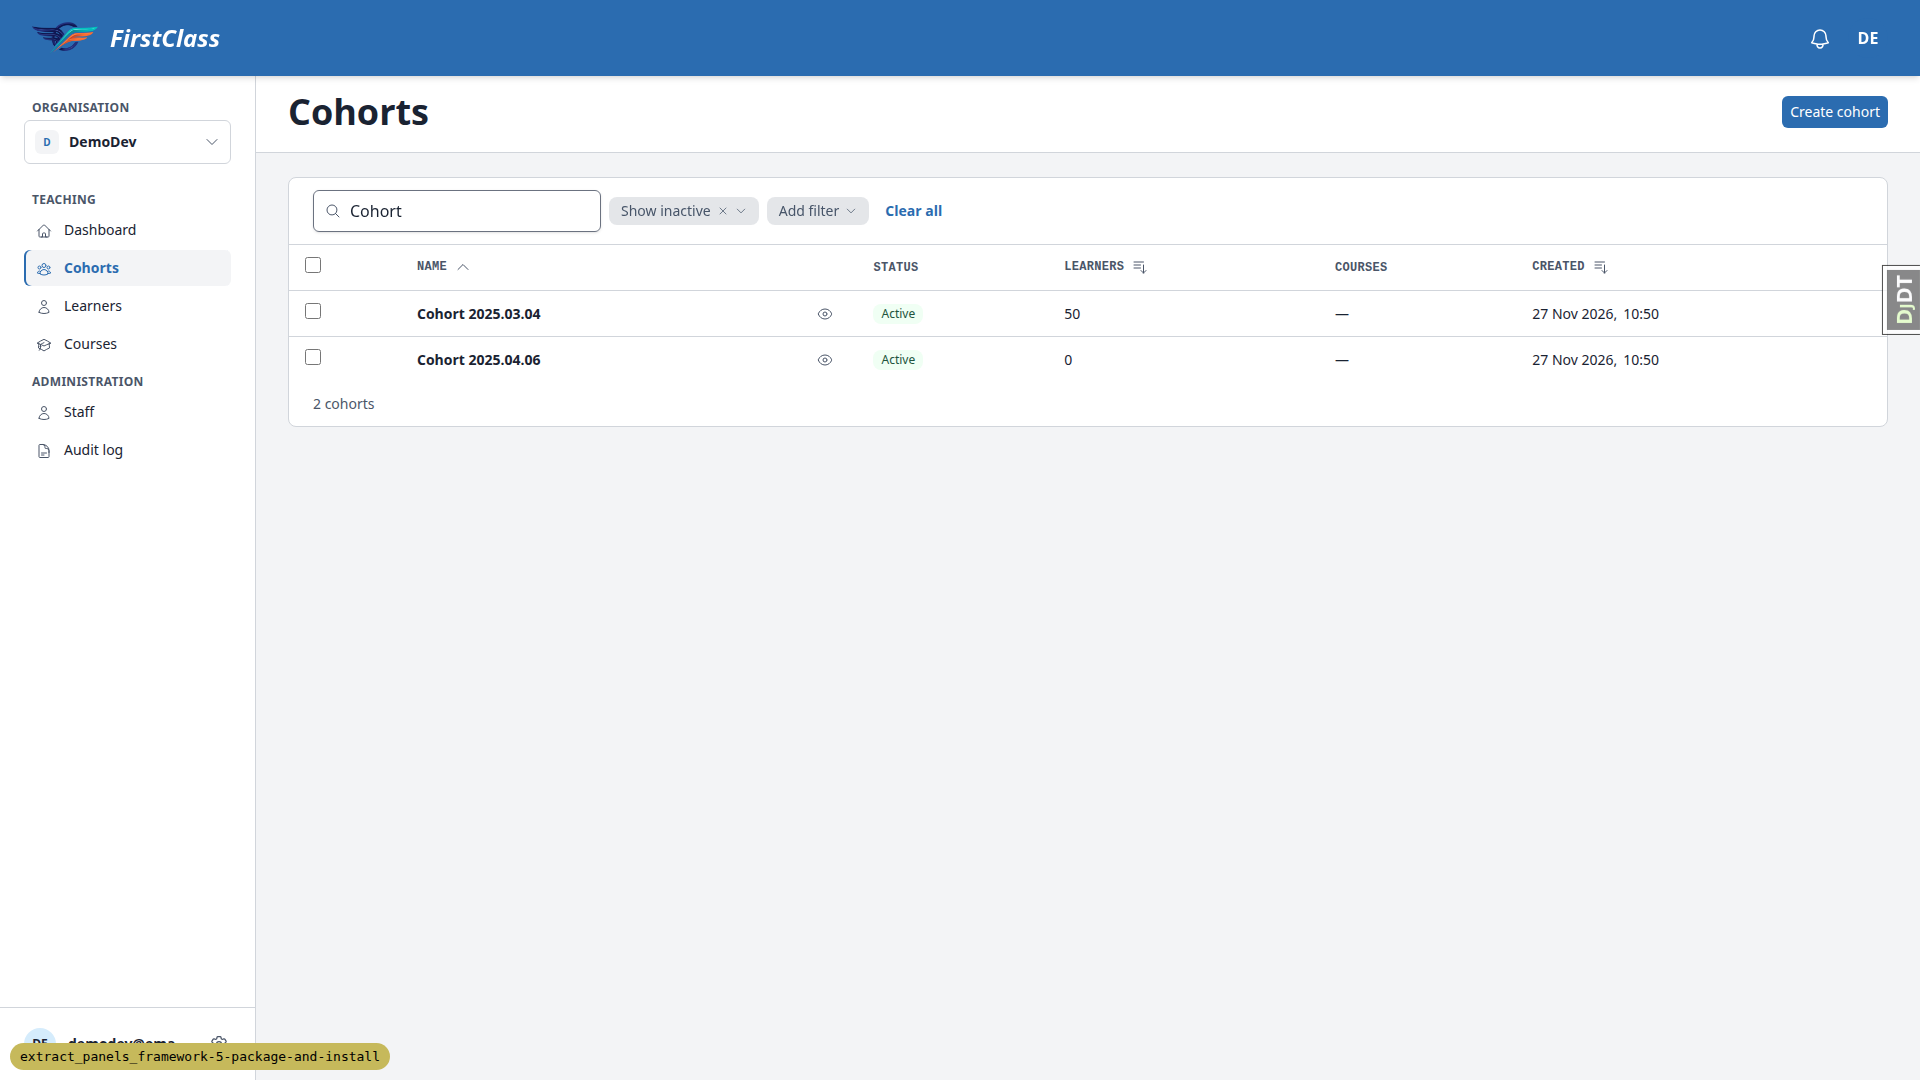 FirstClass
DE
ORGANISATION
D DemoDev
TEACHING
Dashboard
Cohorts
Learners
Courses
ADMINISTRATION
Staff
Audit log
Cohorts
Create cohort
Cohort
Show inactive
Add filter
Clear all
NAME STATUS LEARNERS COURSES CREATED
Cohort 2025.03.04 Active 50 — 27 Nov 2026, 10:50
Cohort 2025.04.06 Active 0 — 27 Nov 2026, 10:50
2 cohorts
DjDT
DE demodev@ema
extract_panels_framework-5-package-and-install